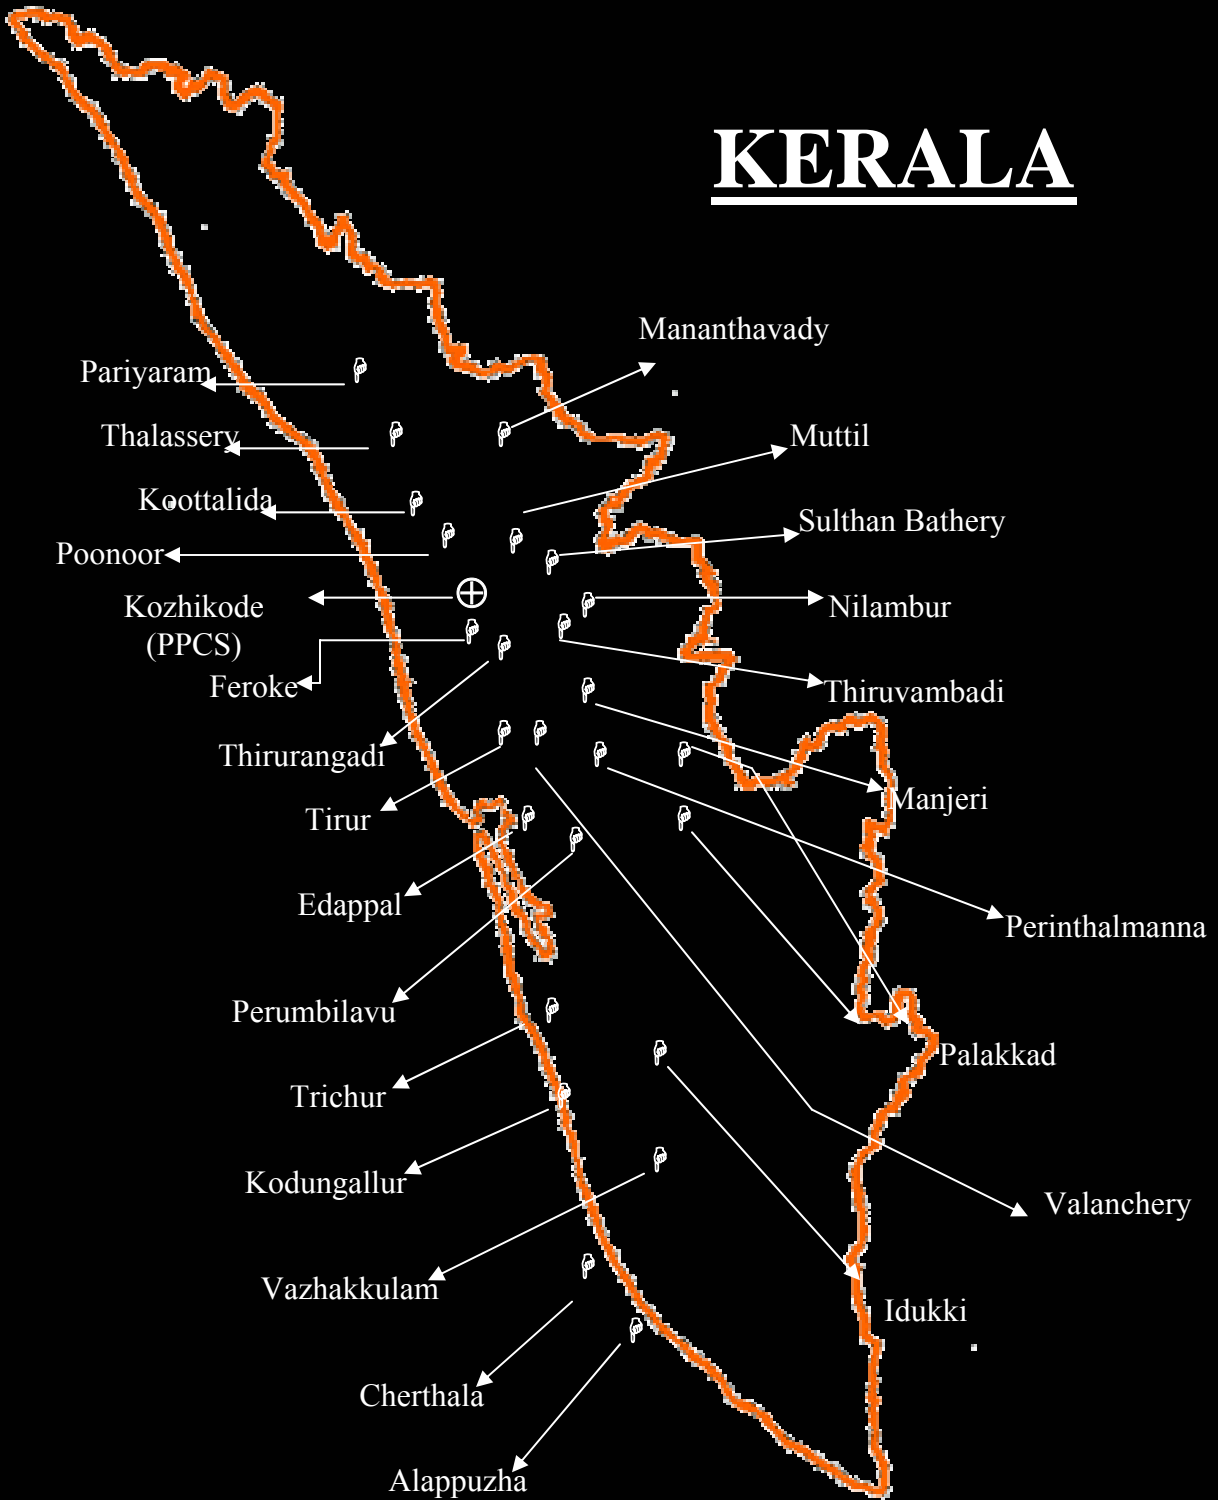 KERALA
Mananthavady
Pariyaram
Thalassery
Muttil
Koottalida
Sulthan Bathery
Poonoor
Kozhikode
(PPCS)
Nilambur
Feroke
Thiruvambadi
Thirurangadi
Manjeri
Tirur
Edappal
Perinthalmanna
Perumbilavu
Palakkad
Trichur
Kodungallur
Valanchery
Vazhakkulam
Idukki
Cherthala
Alappuzha